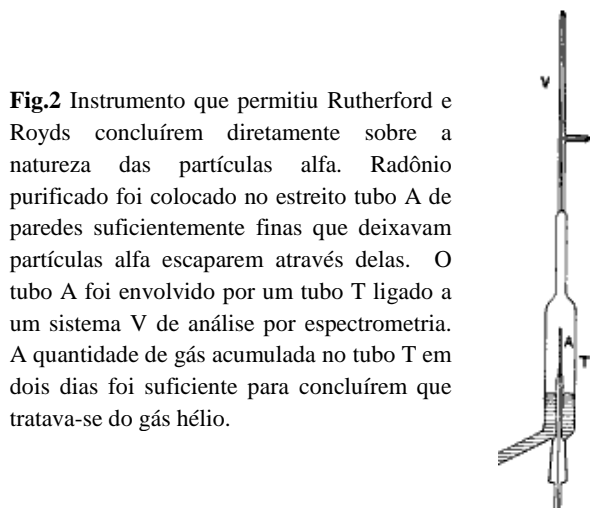 Fig.2 Instrumento que permitiu Rutherford e
Royds concluírem diretamente sobre a
natureza das partículas alfa. Radônio
purificado foi colocado no estreito tubo A de
paredes suficientemente finas que deixavam
partículas alfa escaparem através delas. O
tubo A foi envolvido por um tubo T ligado a
um sistema V de análise por espectrometria.
A quantidade de gás acumulada no tubo T em
dois dias foi suficiente para concluírem que
tratava-se do gás hélio.
V
A
T